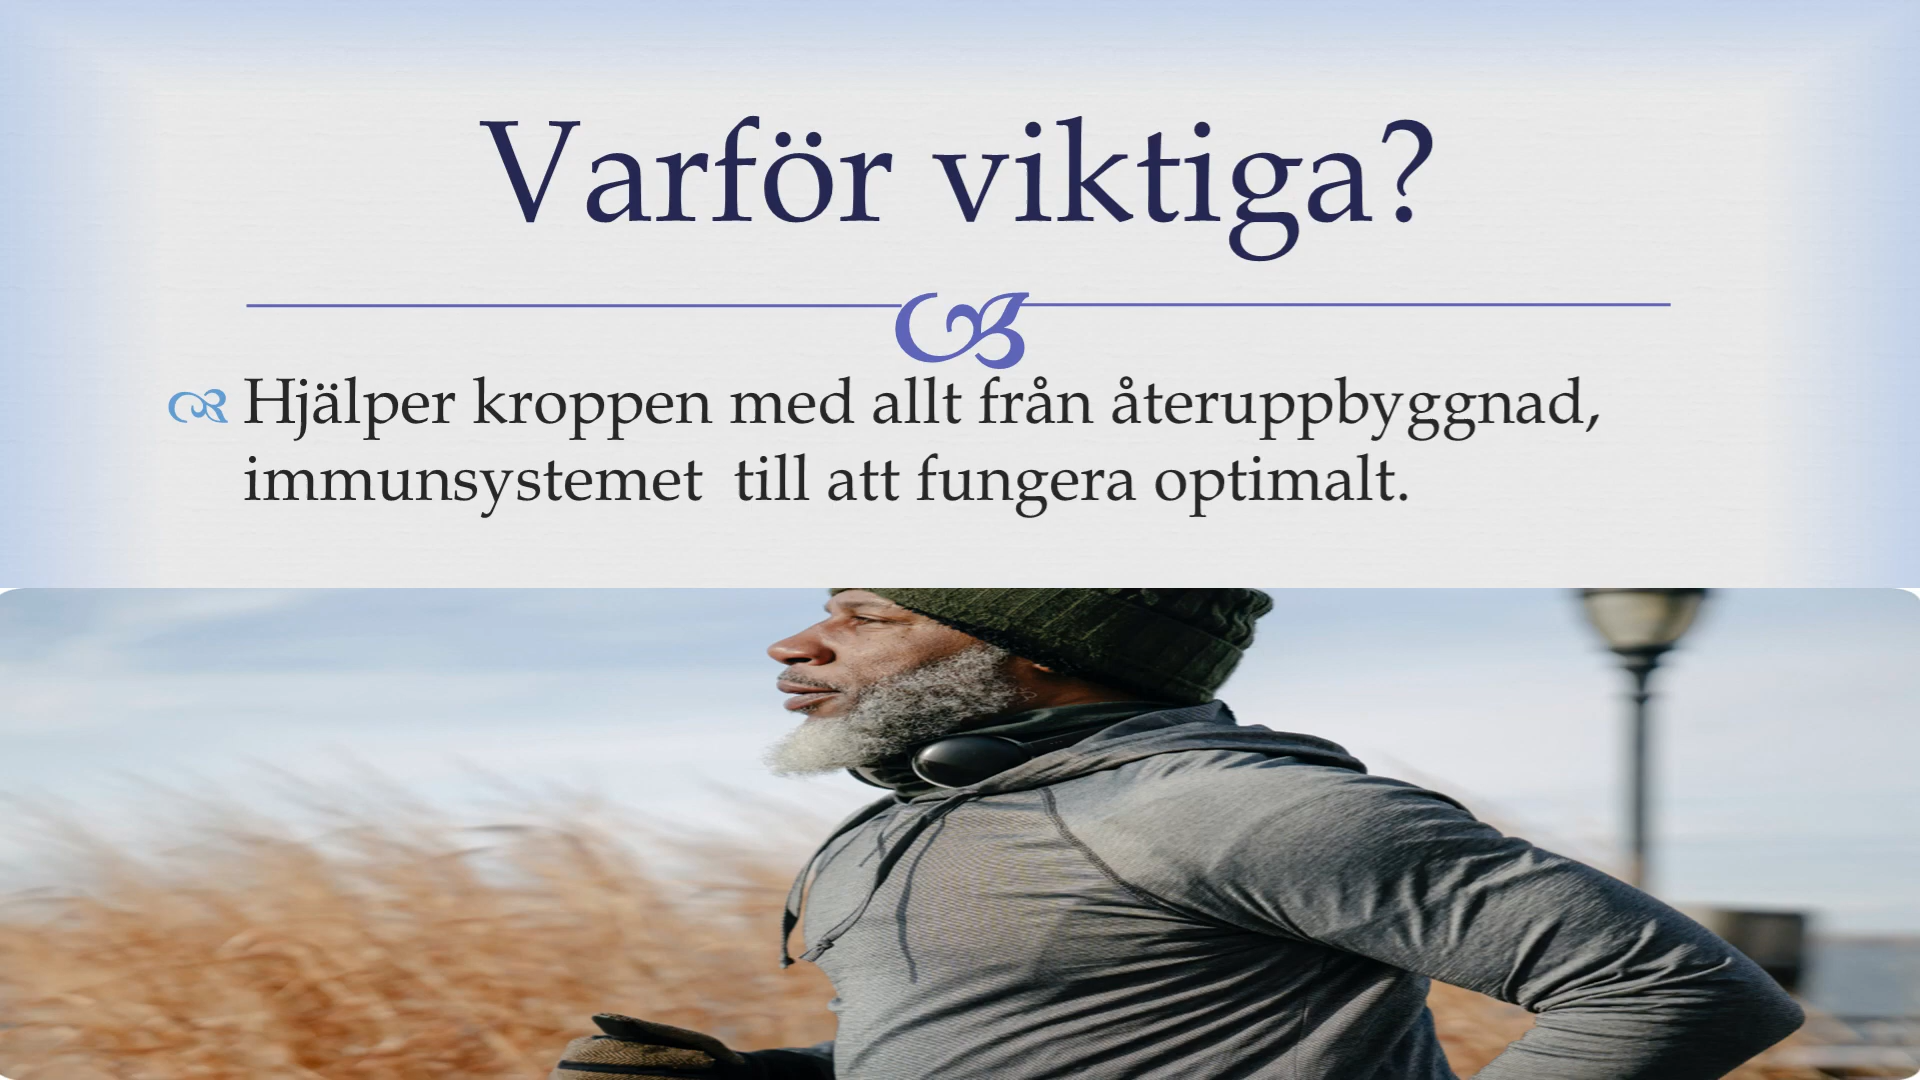 Varför viktiga?
Hjälper kroppen med allt från återuppbyggnad,
immunsystemet  till att fungera optimalt.